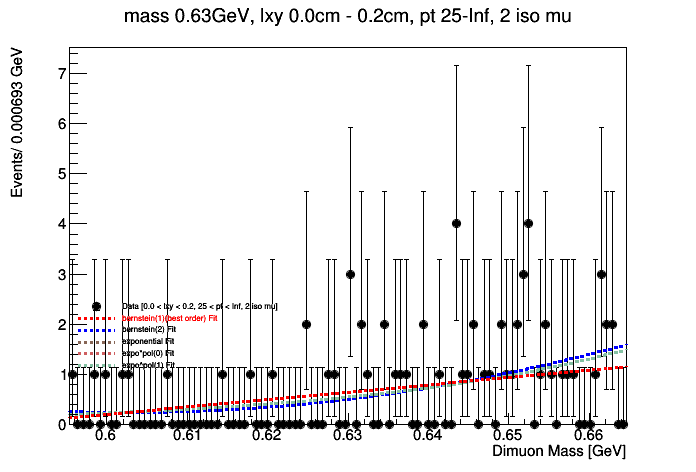 mass 0.63GeV, lxy 0.0cm - 0.2cm, pt 25-Inf, 2 iso mu
Events/ 0.000693 GeV
7
6
5
4
3
2
1
0
Data [0.0 < lxy < 0.2, 25 < pt < Inf, 2 iso mu]
bernstein(1)(best order) Fit
bernstein(2) Fit
exponential Fit
expo*pol(0) Fit
expo*pol(1) Fit
0.6 0.61 0.62 0.63 0.64 0.65 0.66
Dimuon Mass [GeV]